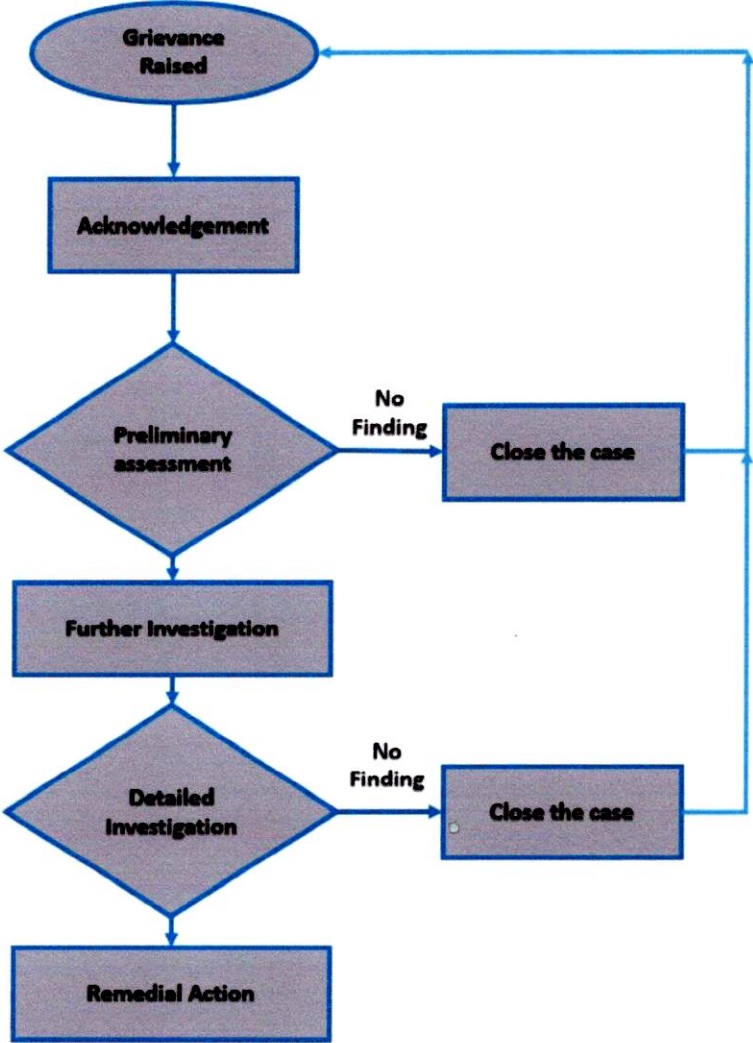 Grievance
Raised
Acknowledgement
Preliminary
assessment
No
Finding
Close the case
Further Investigation
Detailed
Investigation
No
Finding
Close the case
Remedial Action